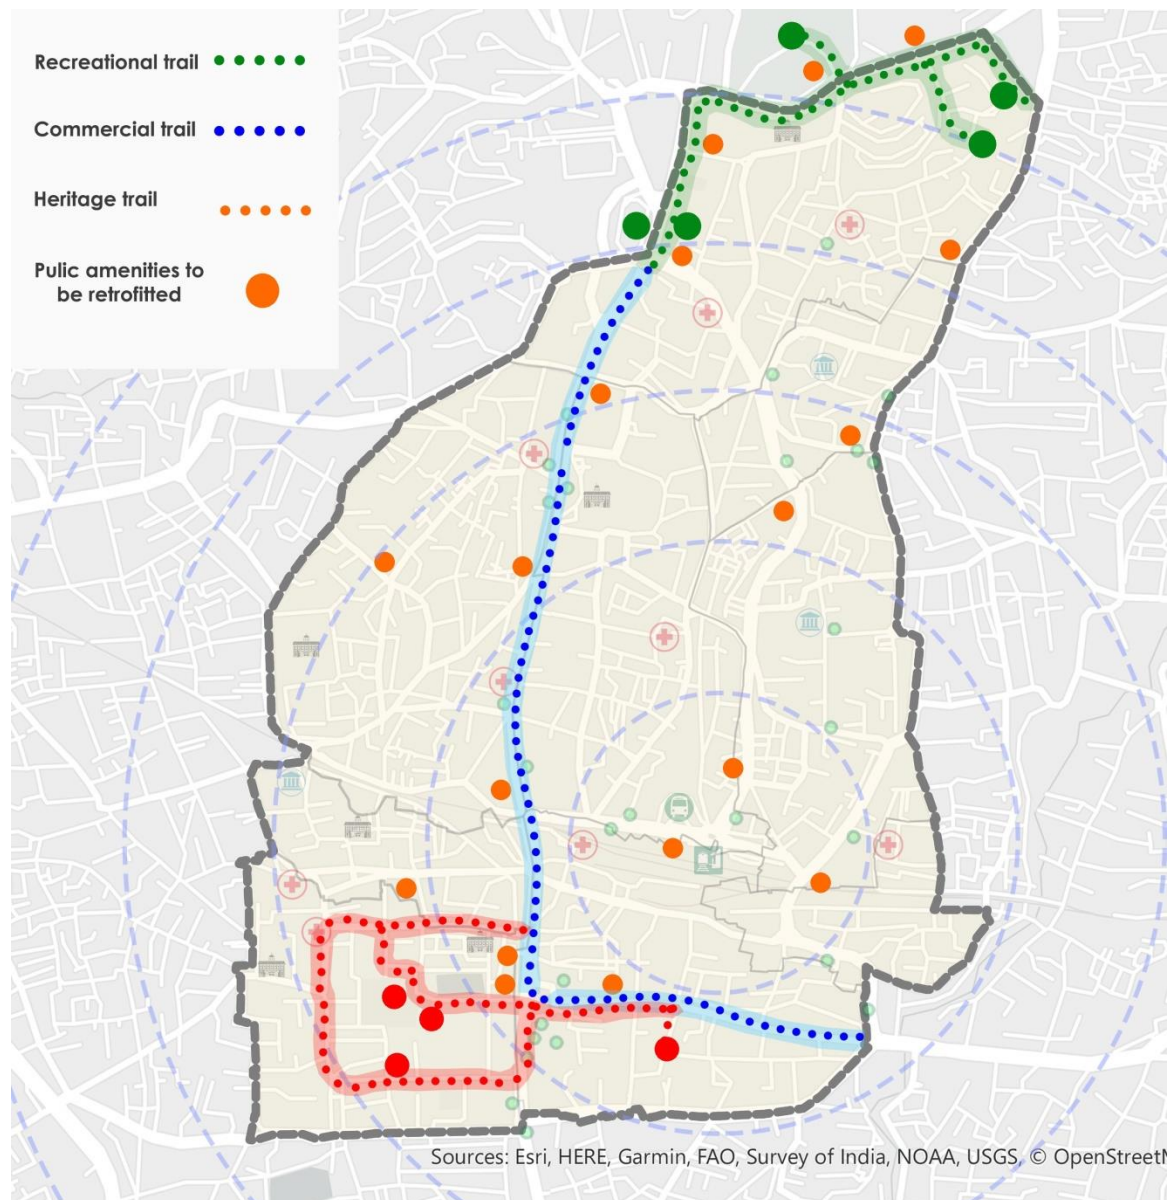 Recreational trail
Commercial trail
Heritage trail
Pulic amenities to
be retrofitted
Sources: Esri, HERE, Garmin, FAO, Survey of India, NOAA, USGS, © OpenStreetM